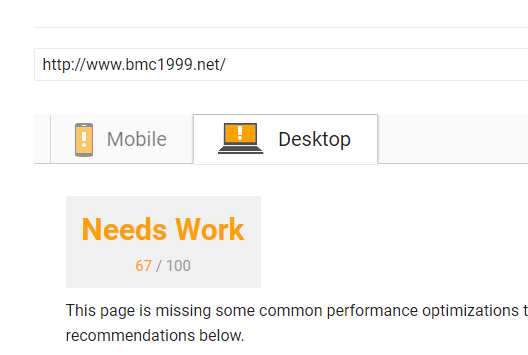 http://www.bmc1999.net/
Mobile
Desktop
Needs Work
67 / 100
This page is missing some common performance optimizations t
recommendations below.